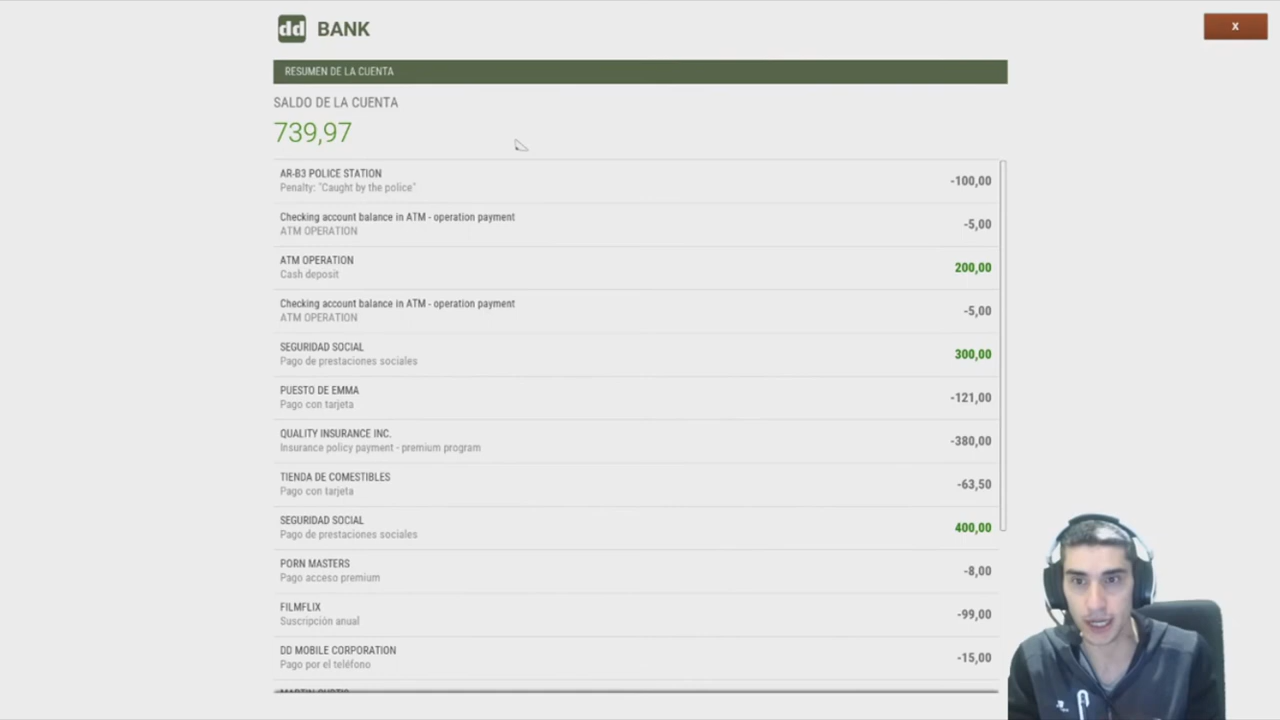 dd BANK
X
RESUMEN DE LA CUENTA
SALDO DE LA CUENTA
739,97
AR-B3 POLICE STATION
Penalty: "Caught by the police"
-100,00
Checking account balance in ATM - operation payment
ATM OPERATION
-5,00
ATM OPERATION
Cash deposit
200,00
Checking account balance in ATM - operation payment
ATM OPERATION
-5,00
SEGURIDAD SOCIAL
Pago de prestaciones sociales
300,00
PUESTO DE EMMA
Pago con tarjeta
-121,00
QUALITY INSURANCE INC.
Insurance policy payment - premium program
-380,00
TIENDA DE COMESTIBLES
Pago con tarjeta
-63,50
SEGURIDAD SOCIAL
Pago de prestaciones sociales
400,00
PORN MASTERS
Pago acceso premium
-8,00
FILMFLIX
Suscripción anual
-99,00
DD MOBILE CORPORATION
Pago por el teléfono
-15,00